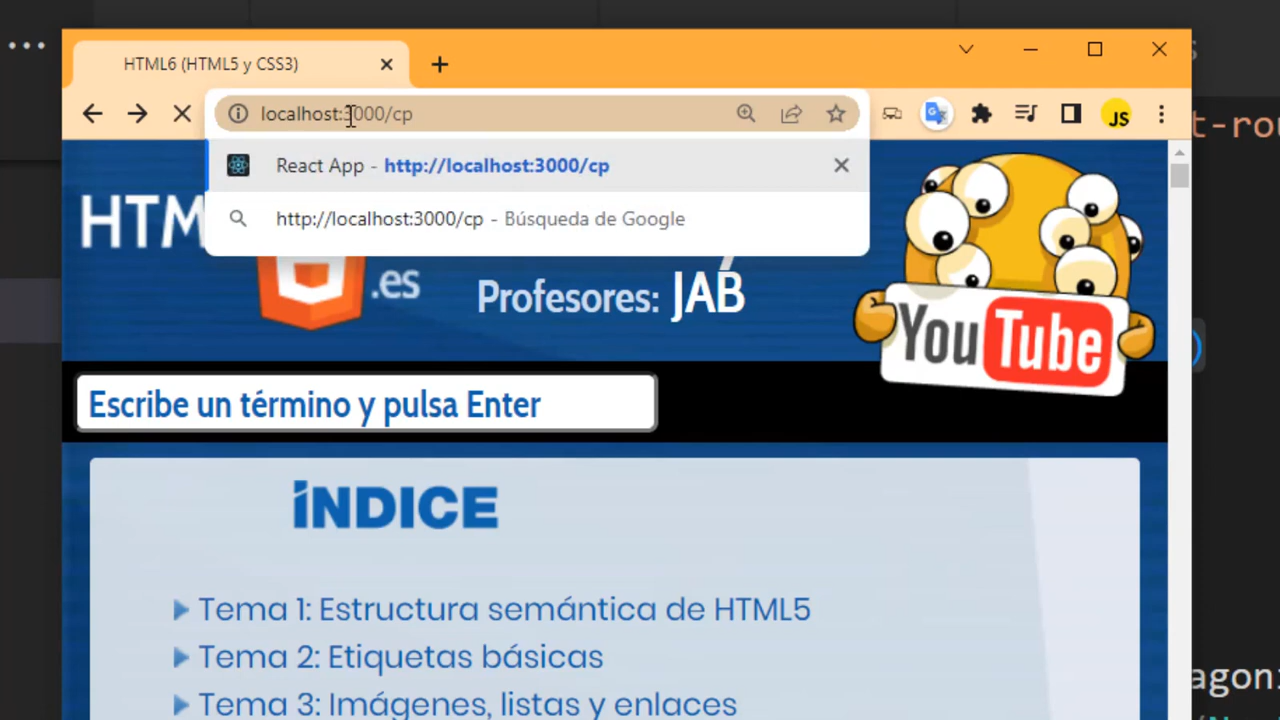 HTML6 (HTML5 y CSS3)
localhost:3000/cp
JS
React App - http://localhost:3000/cp
http://localhost:3000/cp - Búsqueda de Google
t-rou
.es
Profesores: JAB
YouTube
Escribe un término y pulsa Enter
ÍNDICE
Tema 1: Estructura semántica de HTML5
Tema 2: Etiquetas básicas
Tema 3: Imágenes, listas y enlaces